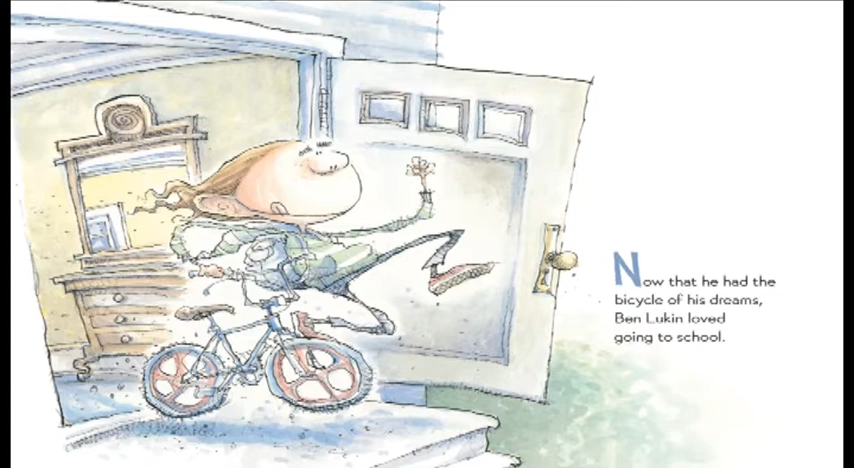 Now that he had the
bicycle of his dreams,
Ben Lukin loved
going to school.